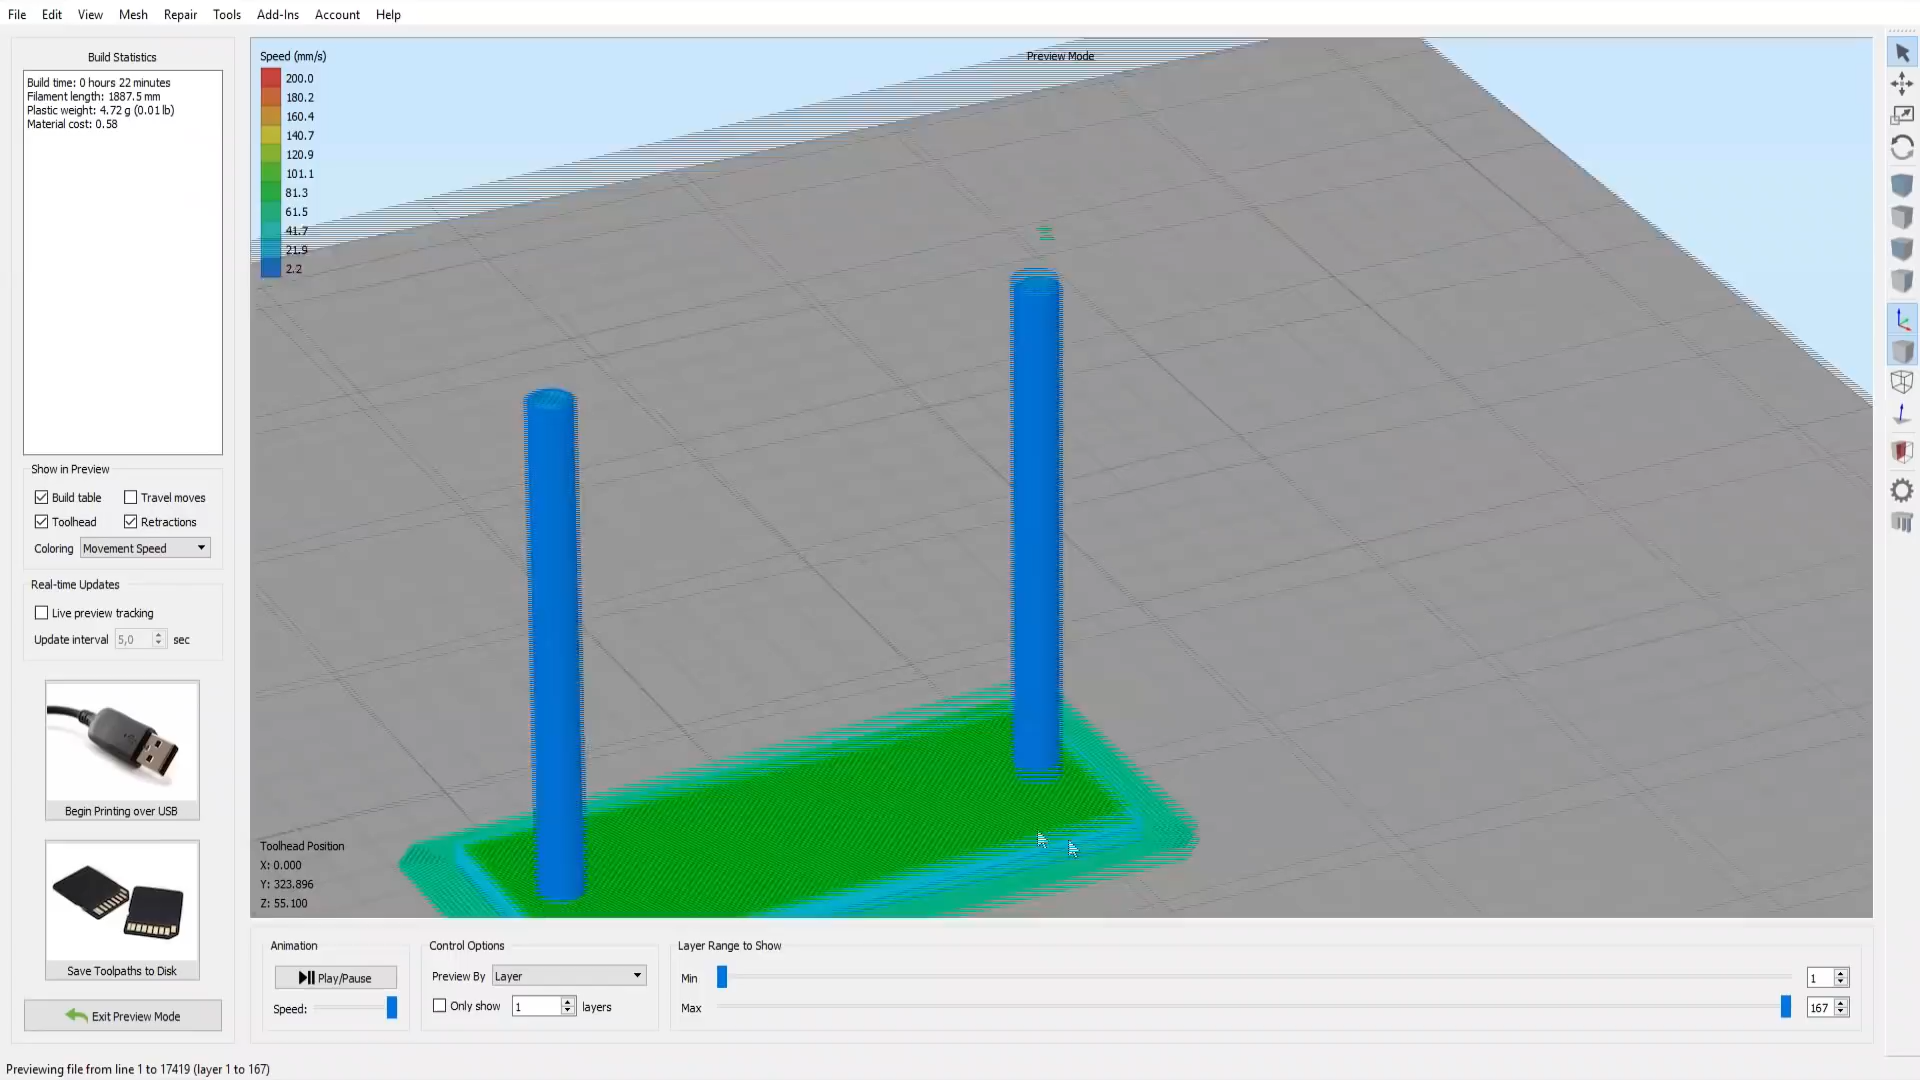 File Edit View Mesh Repair Tools Add-Ins Account Help
Build Statistics
Build time: 0 hours 22 minutes
Filament length: 1887.5 mm
Plastic weight: 4.72 g (0.01 lb)
Material cost: 0.58
Speed (mm/s)
200.0
180.2
160.4
140.7
120.9
101.1
81.3
61.5
41.7
21.9
2.2
Preview Mode
Show in Preview
Build table Travel moves
Toolhead Retractions
Coloring Movement Speed
Real-time Updates
Live preview tracking
Update interval 5,0 sec
Begin Printing over USB
Save Toolpaths to Disk
Exit Preview Mode
Toolhead Position
X: 0.000
Y: 323.896
Z: 55.100
Animation
Play/Pause
Speed:
Control Options
Preview By Layer
Only show 1 layers
Layer Range to Show
Min 1
Max 167
Previewing file from line 1 to 17419 (layer 1 to 167)